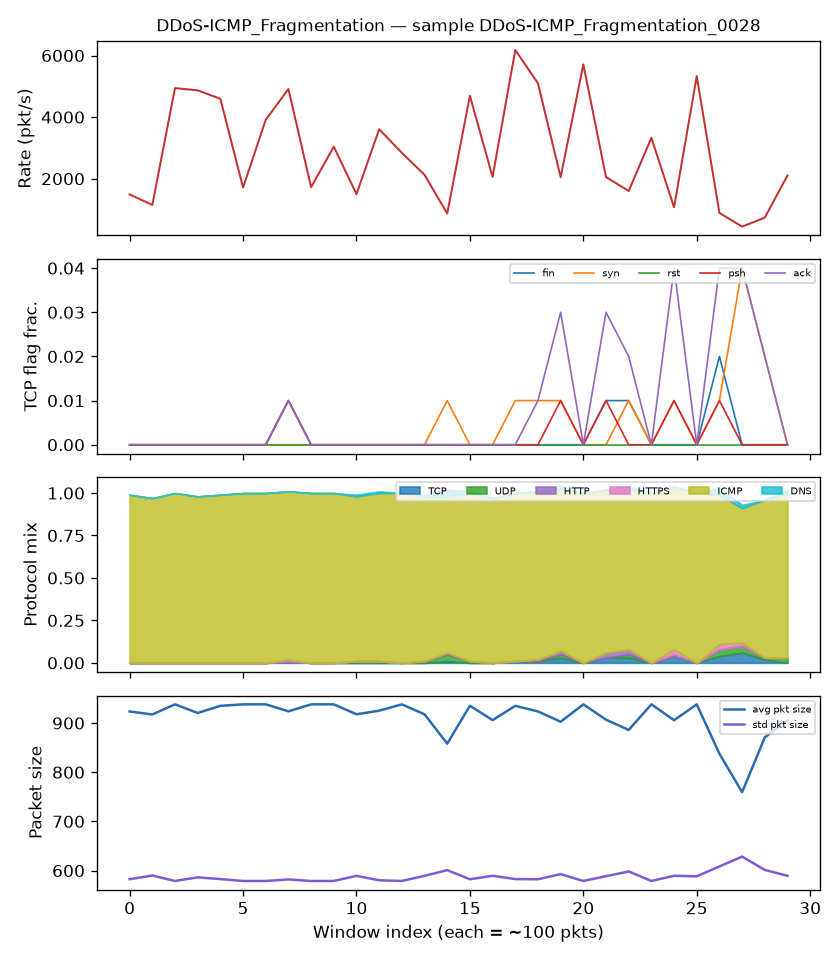 DDoS-ICMP_Fragmentation — sample DDoS-ICMP_Fragmentation_0028
6000
4000
2000
Rate (pkt/s)
0.04
0.03
0.02
0.01
0.00
TCP flag frac.
fin syn rst psh ack
1.00
0.75
0.50
0.25
0.00
Protocol mix
TCP UDP HTTP HTTPS ICMP DNS
900
800
700
600
Packet size
avg pkt size
std pkt size
0 5 10 15 20 25 30
Window index (each = ~100 pkts)